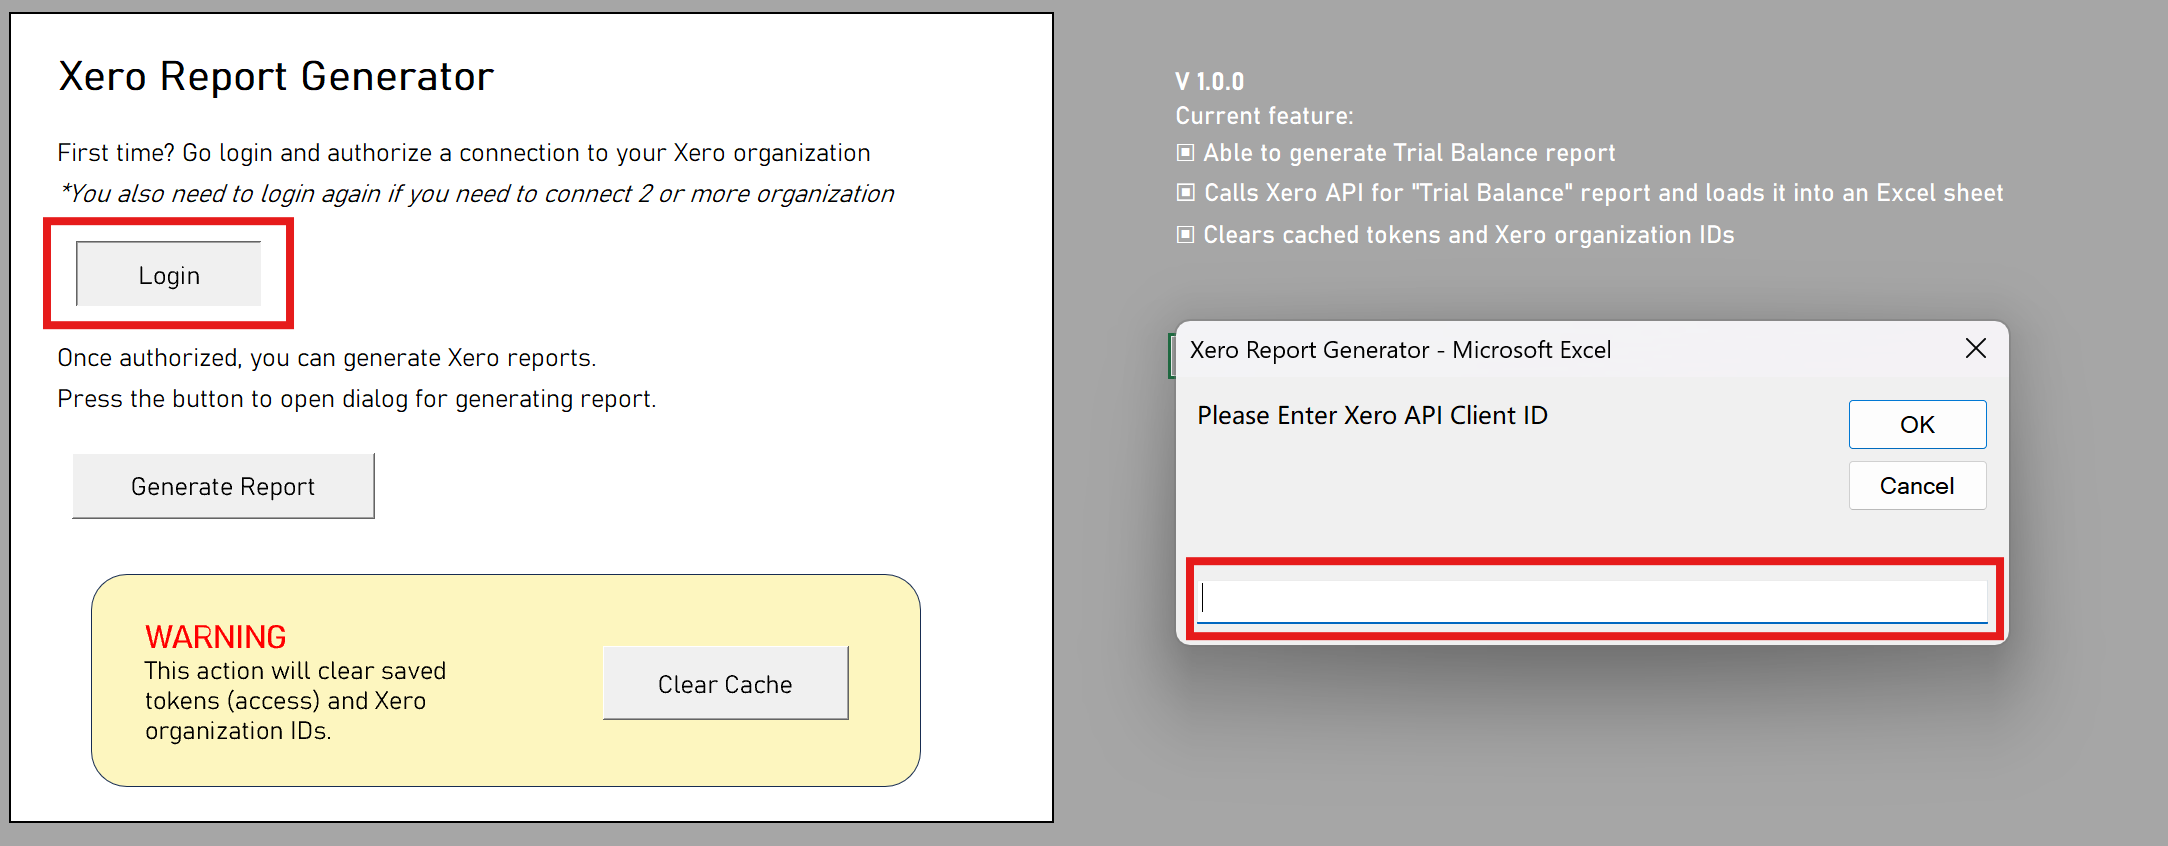 Xero Report Generator
First time? Go login and authorize a connection to your Xero organization
*You also need to login again if you need to connect 2 or more organization
Login
Once authorized, you can generate Xero reports.
Press the button to open dialog for generating report.
Generate Report
WARNING
This action will clear saved
tokens (access) and Xero
organization IDs.
Clear Cache
V 1.0.0
Current feature:
▣ Able to generate Trial Balance report
▣ Calls Xero API for "Trial Balance" report and loads it into an Excel sheet
▣ Clears cached tokens and Xero organization IDs
Xero Report Generator - Microsoft Excel
Please Enter Xero API Client ID
OK
Cancel